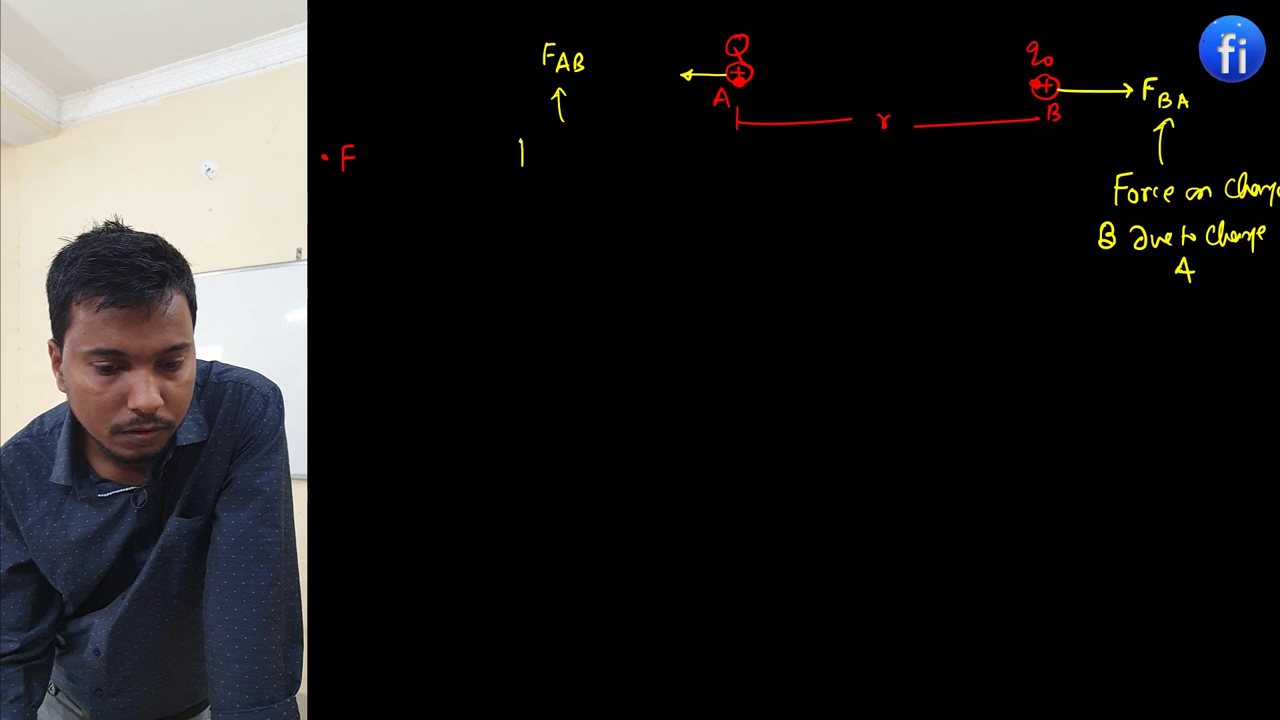 fi
F_AB
Q
+
A
r
q₀
+
B
F_BA
• F
Force on Charge
B due to Charge
A